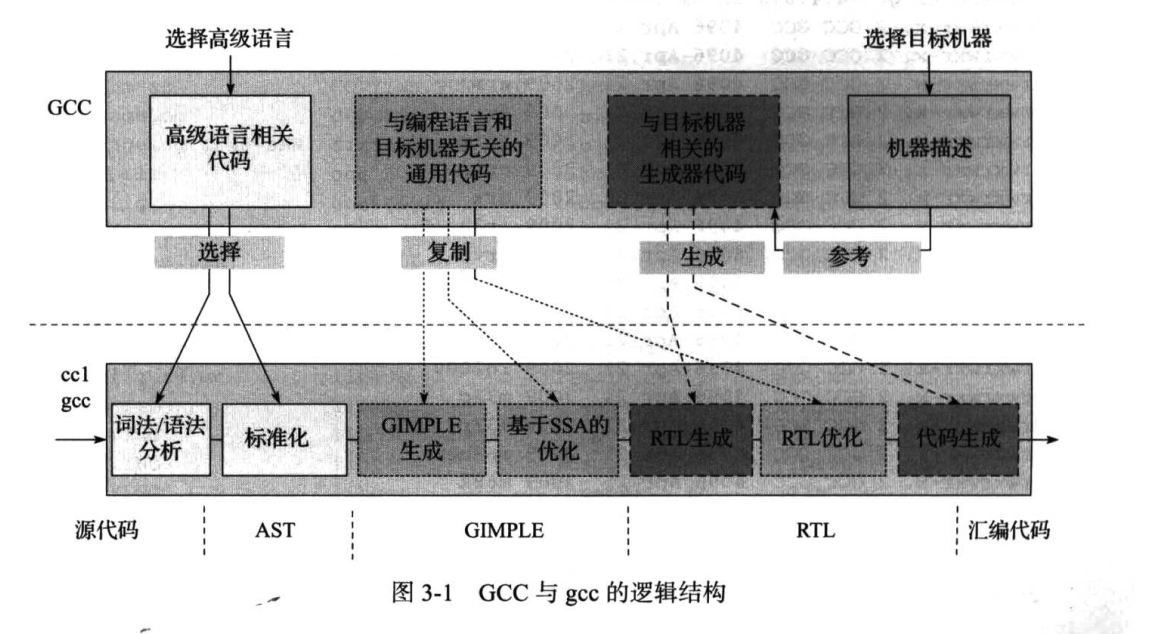 选择高级语言
选择目标机器
GCC
高级语言相关
代码
与编程语言和
目标机器无关的
通用代码
与目标机器
相关的
生成器代码
机器描述
选择
复制
生成
参考
cc1
gcc
词法/语法
分析
标准化
GIMPLE
生成
基于SSA的
优化
RTL生成
RTL优化
代码生成
源代码
AST
GIMPLE
RTL
汇编代码
图 3-1 GCC 与 gcc 的逻辑结构